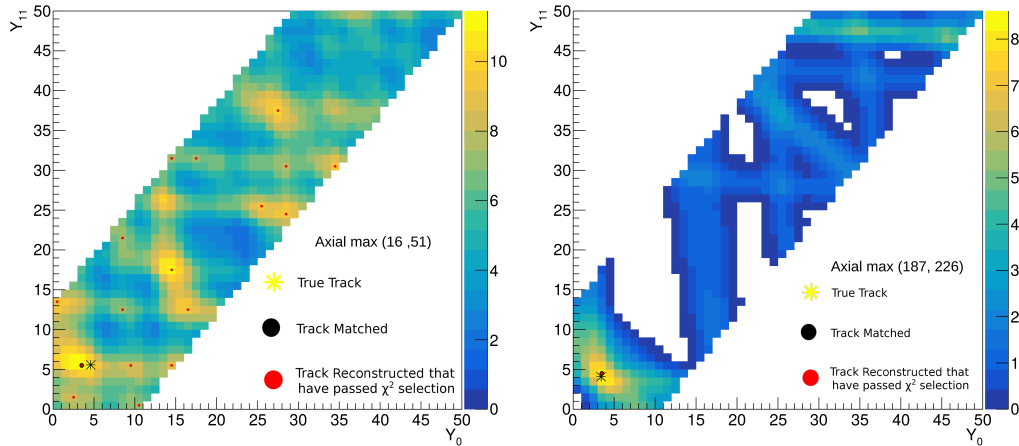 Y11
50
45
40
35
30
25
20
15
10
5
0
0 5 10 15 20 25 30 35 40 45 50
Y0
10
8
6
4
2
0
Axial max (16 ,51)
True Track
Track Matched
Track Reconstructed that
have passed χ² selection
Y11
50
45
40
35
30
25
20
15
10
5
0
0 5 10 15 20 25 30 35 40 45 50
Y0
8
7
6
5
4
3
2
1
0
Axial max (187, 226)
True Track
Track Matched
Track Reconstructed that
have passed χ² selection